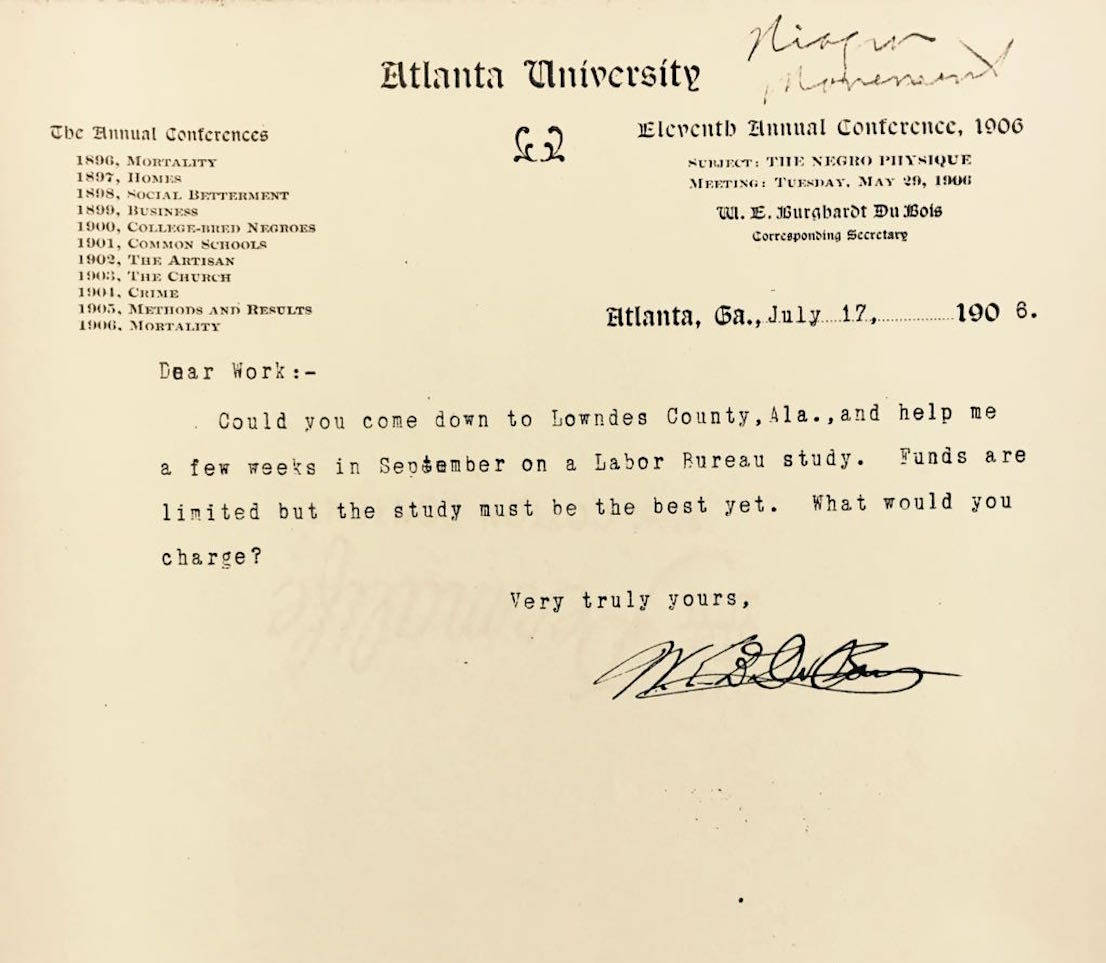 Niagra
Movement
Atlanta University
The Annual Conferences
1896, Mortality
1897, Homes
1898, Social Betterment
1899, Business
1900, College-Bred Negroes
1901, Common Schools
1902, The Artisan
1903, The Church
1904, Crime
1905, Methods and Results
1906, Mortality
Eleventh Annual Conference, 1906
Subject: The Negro Physique
Meeting: Tuesday, May 29, 1906
W. E. Burghardt Du Bois
Corresponding Secretary
Atlanta, Ga., July 17, 1906.
Dear Work:-
Could you come down to Lowndes County, Ala., and help me
a few weeks in September on a Labor Bureau study. Funds are
limited but the study must be the best yet. What would you
charge?
Very truly yours,
W. E. B. Du Bois